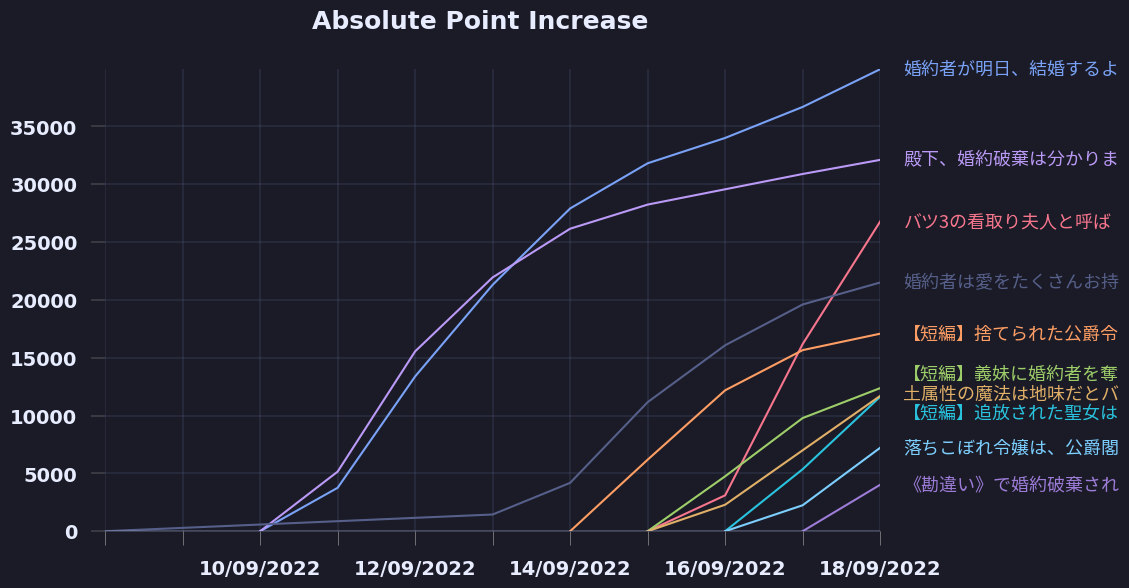 Absolute Point Increase
婚約者が明日、結婚するよ
35000
殿下、婚約破棄は分かりま
30000
バツ3の看取り夫人と呼ば
25000
婚約者は愛をたくさんお持
20000
【短編】捨てられた公爵令
15000
【短編】義妹に婚約者を奪
土属性の魔法は地味だとバ
10000
【短編】追放された聖女は
落ちこぼれ令嬢は、公爵閣
5000
《勘違い》で婚約破棄され
0
10/09/2022
12/09/2022
14/09/2022
16/09/2022
18/09/2022